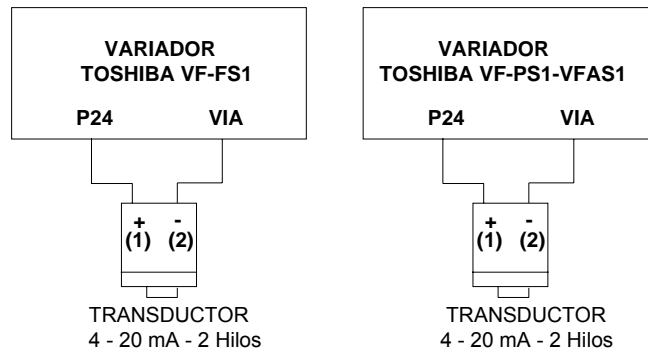 VARIADOR
TOSHIBA VF-FS1
P24 VIA
+ -
(1) (2)
TRANSDUCTOR
4 - 20 mA - 2 Hilos
VARIADOR
TOSHIBA VF-PS1-VFAS1
P24 VIA
+ -
(1) (2)
TRANSDUCTOR
4 - 20 mA - 2 Hilos